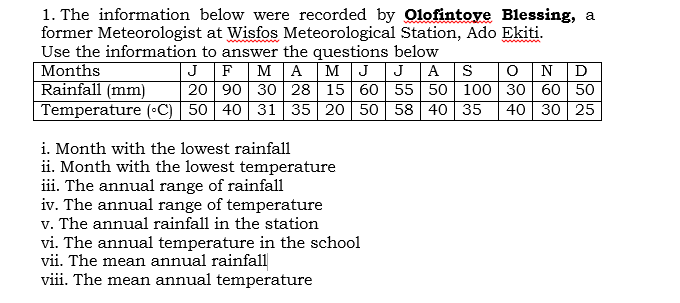 1. The information below were recorded by Olofintoye Blessing, a
former Meteorologist at Wisfos Meteorological Station, Ado Ekiti.
Use the information to answer the questions below
Months J F M A M J J A S O N D
Rainfall (mm) 20 90 30 28 15 60 55 50 100 30 60 50
Temperature (◦C) 50 40 31 35 20 50 58 40 35 40 30 25
i. Month with the lowest rainfall
ii. Month with the lowest temperature
iii. The annual range of rainfall
iv. The annual range of temperature
v. The annual rainfall in the station
vi. The annual temperature in the school
vii. The mean annual rainfall
viii. The mean annual temperature